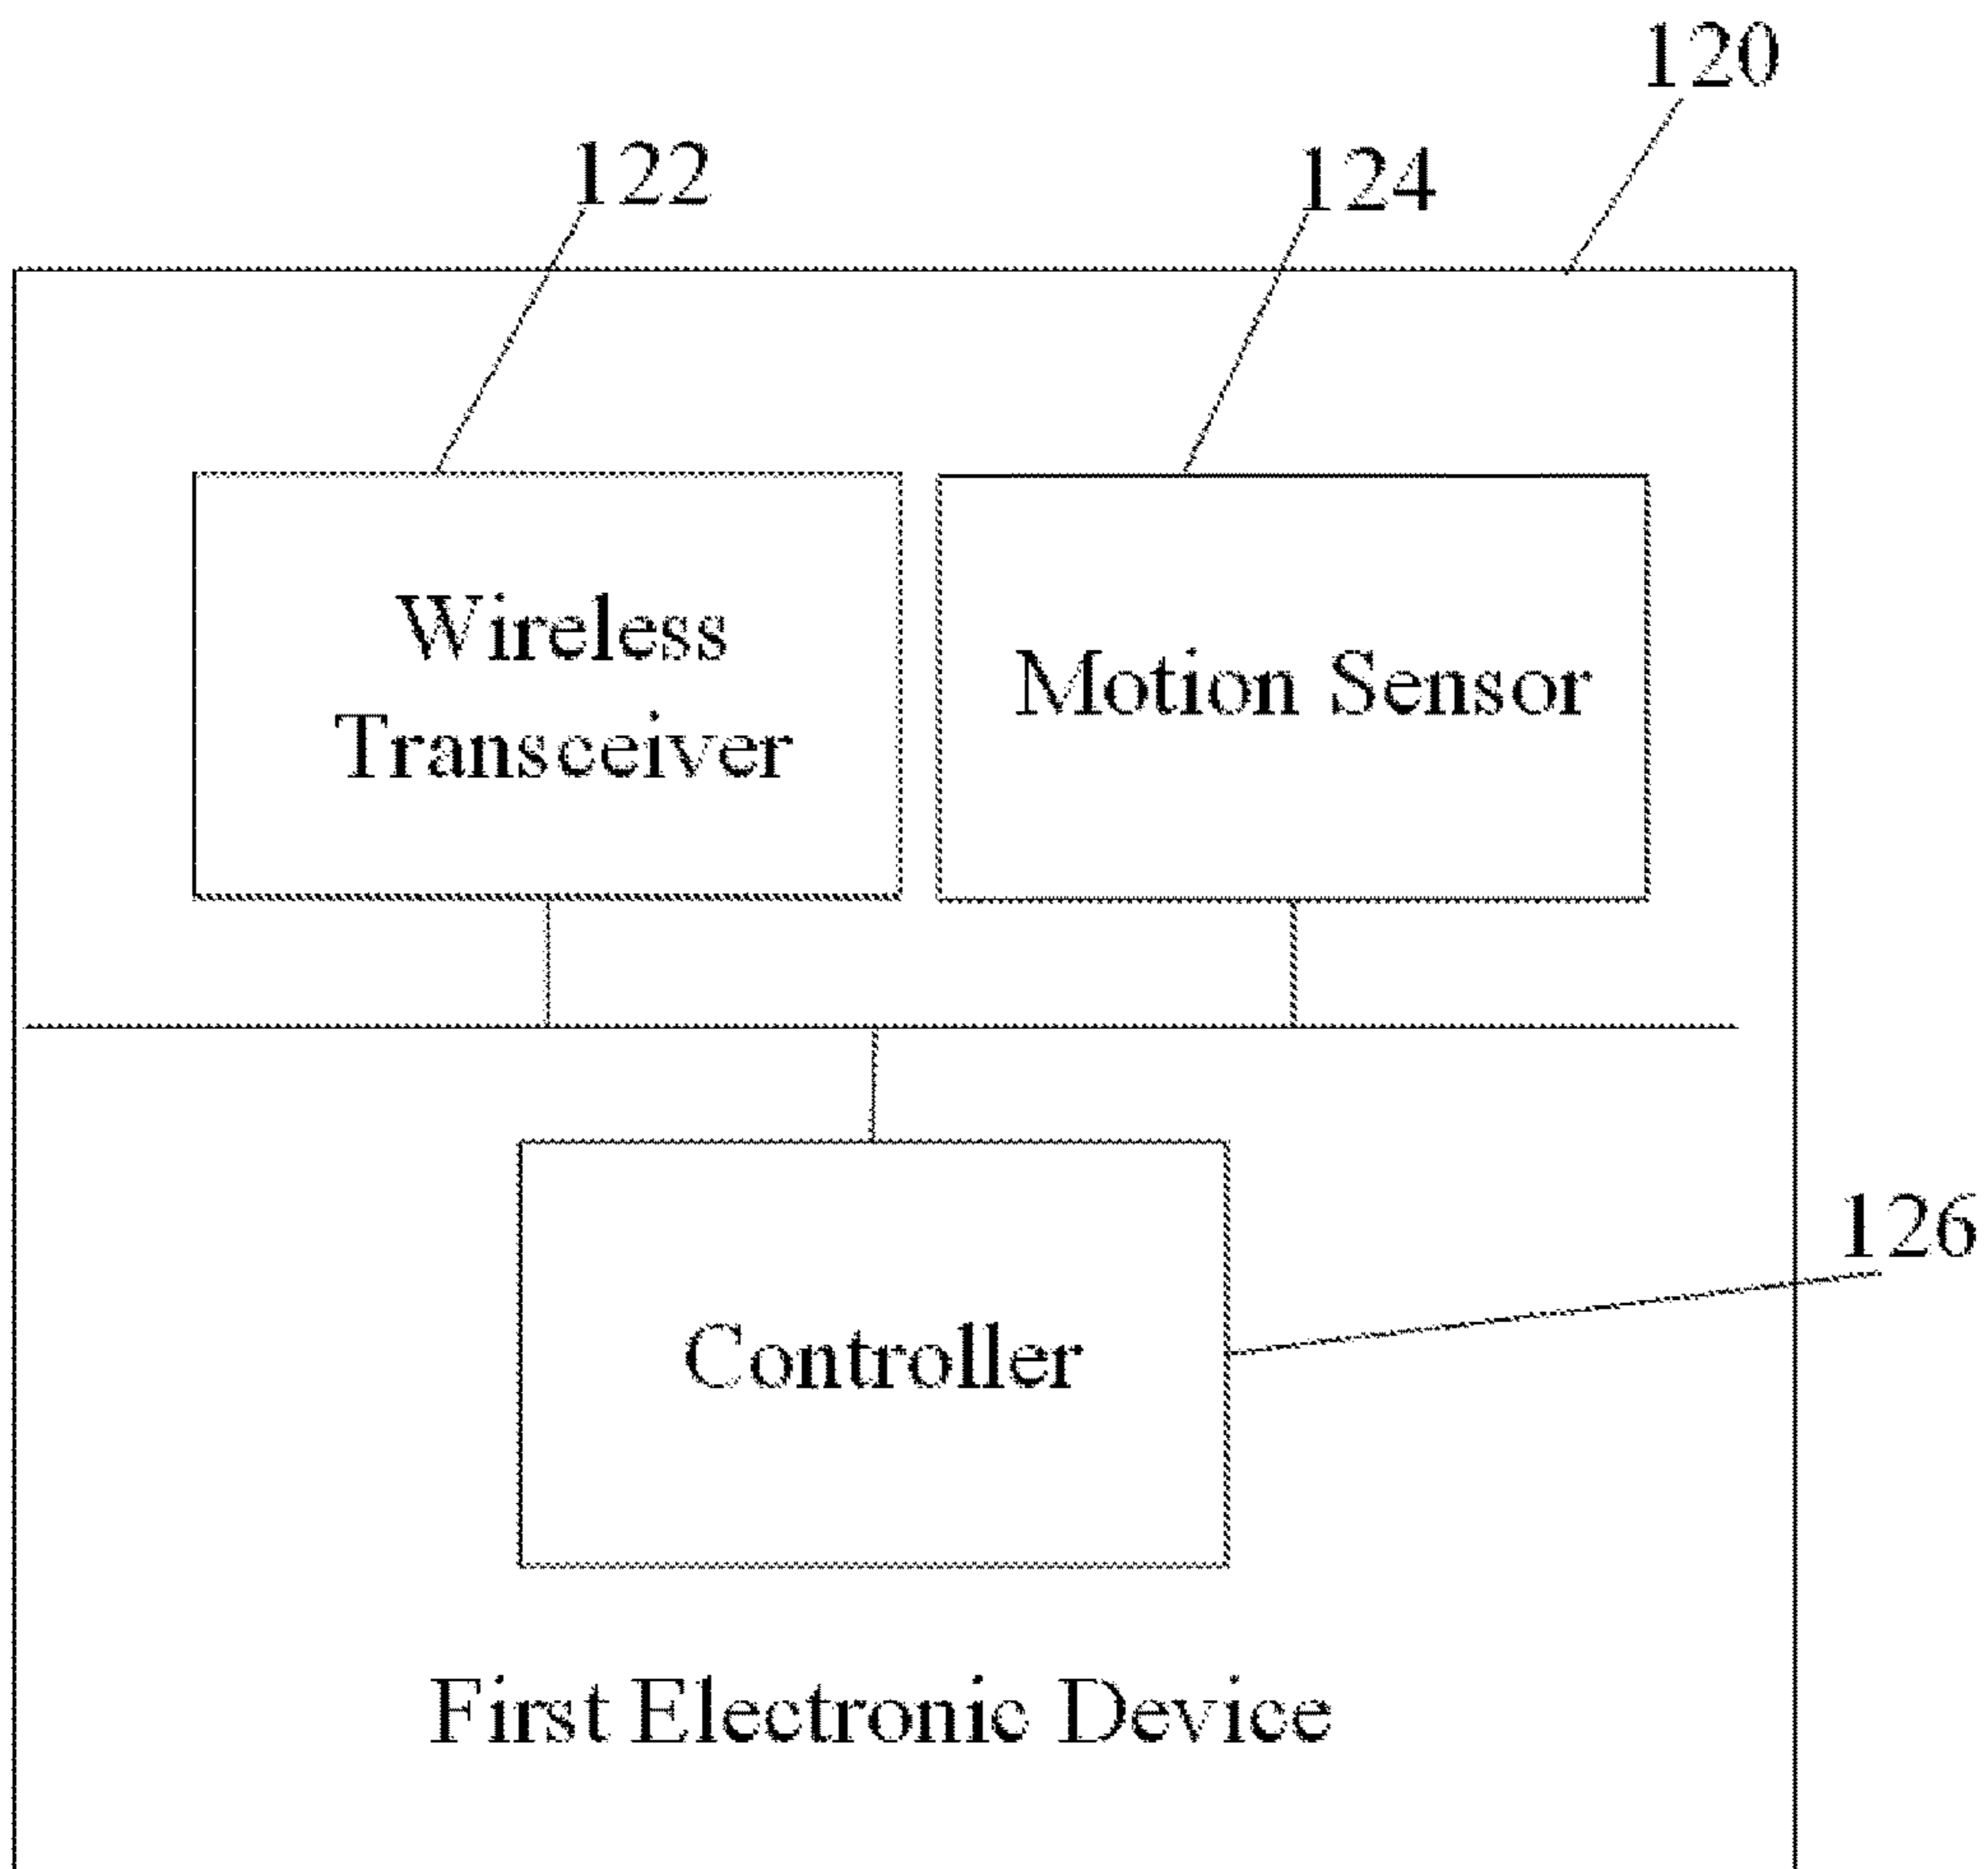 120
122
124
Wireless
Transceiver
Motion Sensor
126
Controller
First Electronic Device